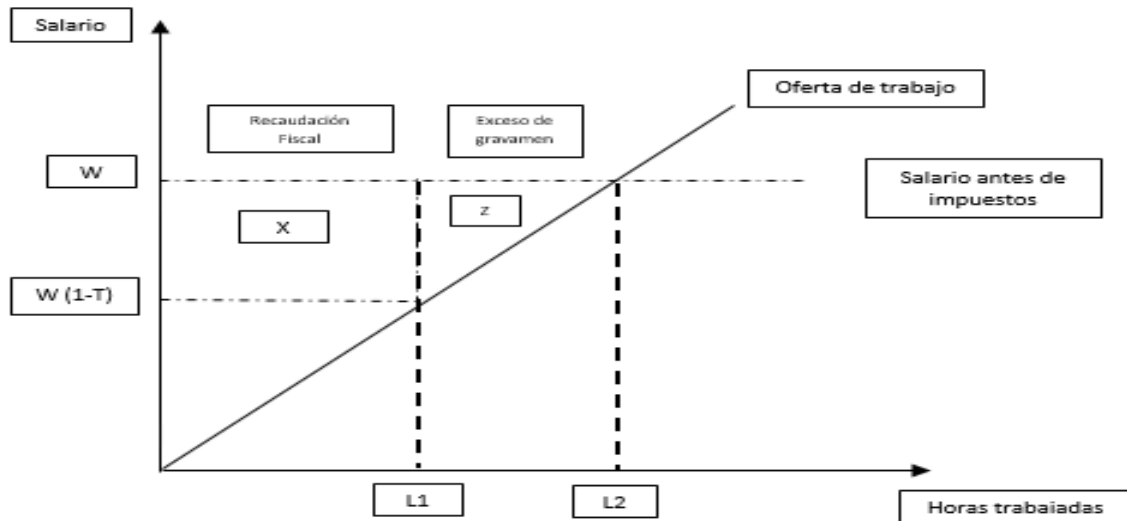 Salario
Oferta de trabajo
Recaudación
Fiscal
Exceso de
gravamen
W
Salario antes de
impuestos
Z
X
W (1-T)
L1
L2
Horas trabajadas